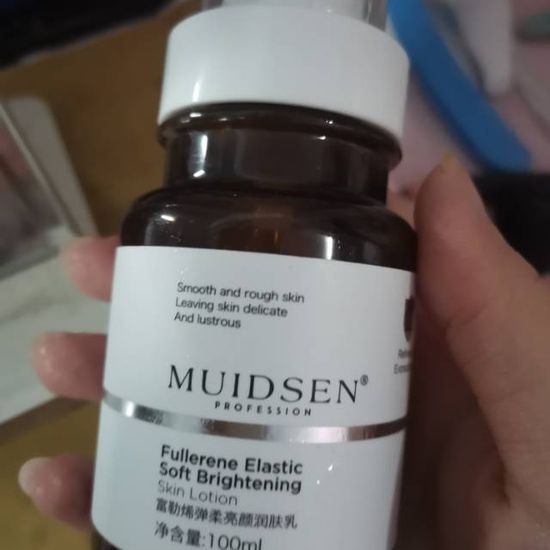 Smooth and rough skin
Leaving skin delicate
And lustrous
MUIDSEN®
PROFESSION
Fullerene Elastic
Soft Brightening
Skin Lotion
富勒烯弹柔亮颜润肤乳
净含量:100ml